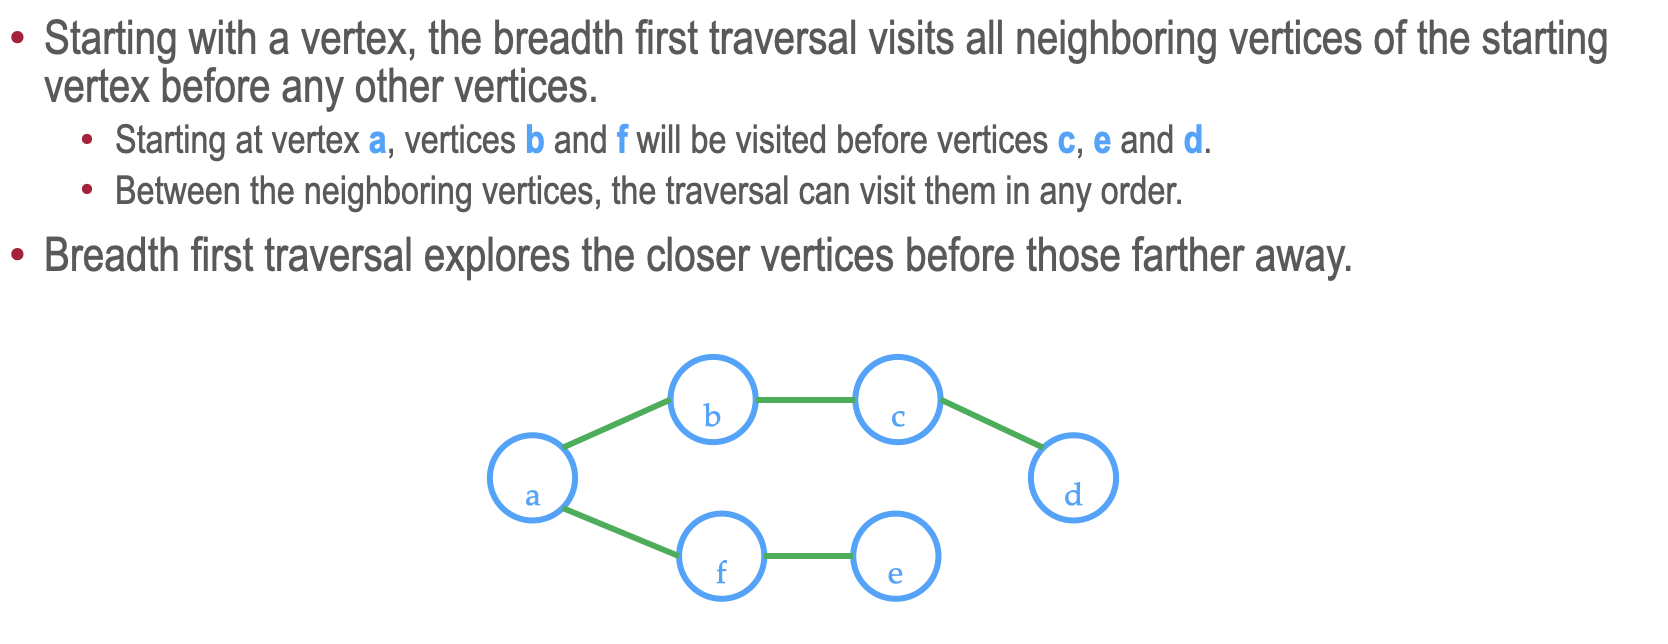 • Starting with a vertex, the breadth first traversal visits all neighboring vertices of the starting
vertex before any other vertices.
• Starting at vertex a, vertices b and f will be visited before vertices c, e and d.
• Between the neighboring vertices, the traversal can visit them in any order.
• Breadth first traversal explores the closer vertices before those farther away.
b
c
a
d
f
e